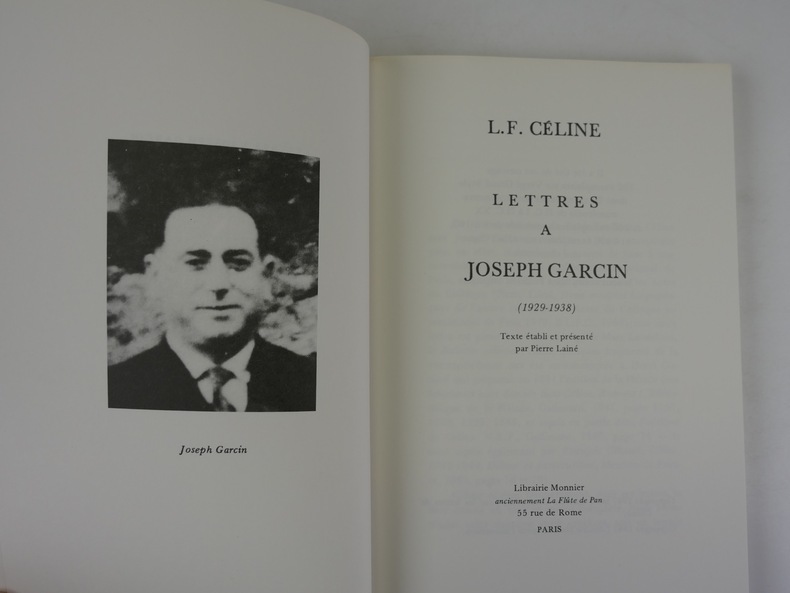 Joseph Garcin
L.F. CÉLINE
LETTRES
A
JOSEPH GARCIN
(1929-1938)
Texte établi et présenté
par Pierre Lainé
Librairie Monnier
anciennement La Flûte de Pan
55 rue de Rome
PARIS